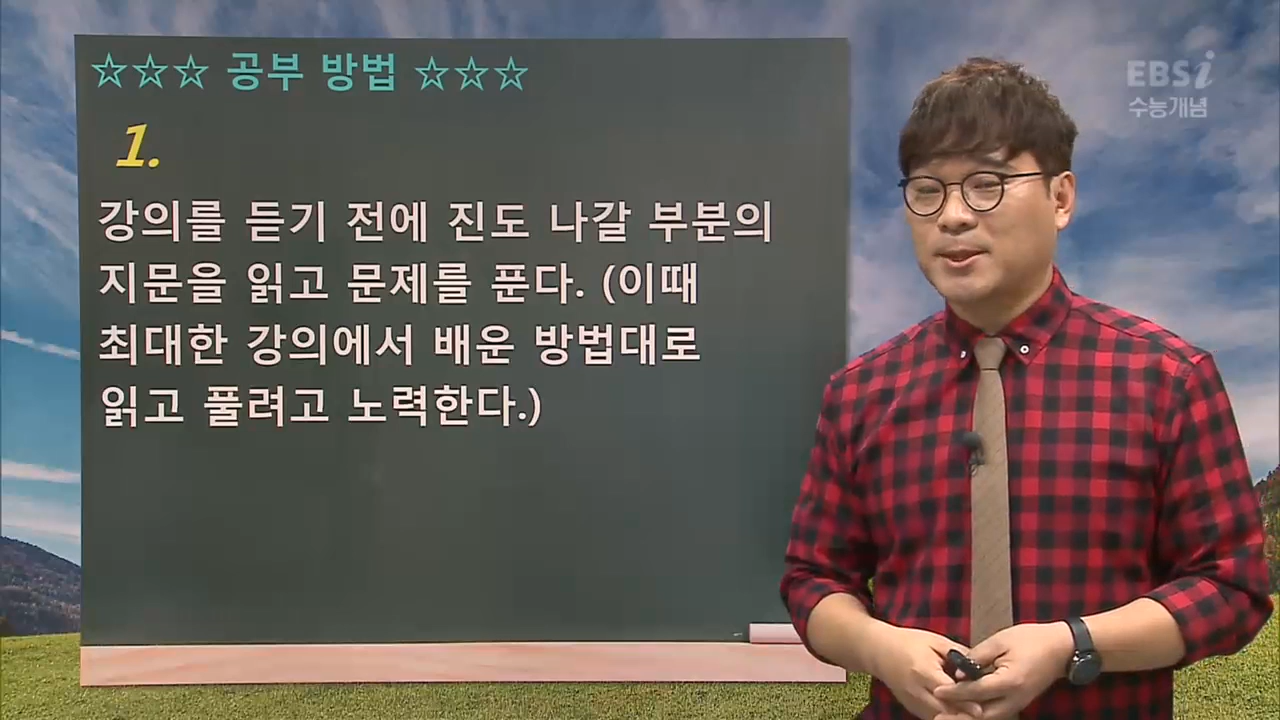 ☆☆☆ 공부 방법 ☆☆☆
EBSi
수능개념
1.
강의를 듣기 전에 진도 나갈 부분의
지문을 읽고 문제를 푼다. (이때
최대한 강의에서 배운 방법대로
읽고 풀려고 노력한다.)